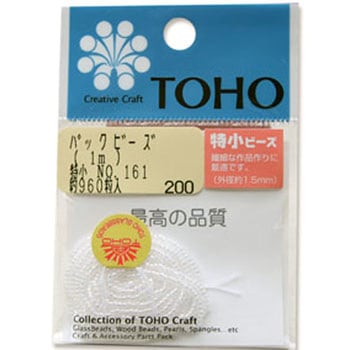 Creative Craft
TOHO
パックビーズ
( 1m )
特小 NO.161
約960粒入
200
特小ビーズ
繊細な作品作りに
最適です。
(外径約1.5mm)
最高の品質
TOHO
Collection of TOHO Craft
GlassBeads, Wood Beads, Pearls, Spangles.. etc
Craft & Accessory Parts Pack